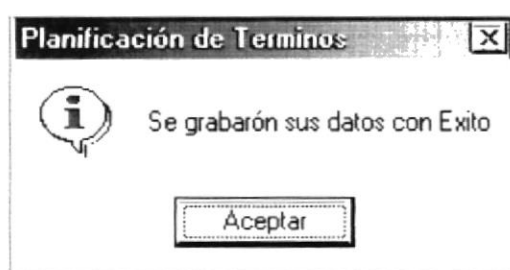 Planificación de Terminos
Se grabarón sus datos con Exito
Aceptar